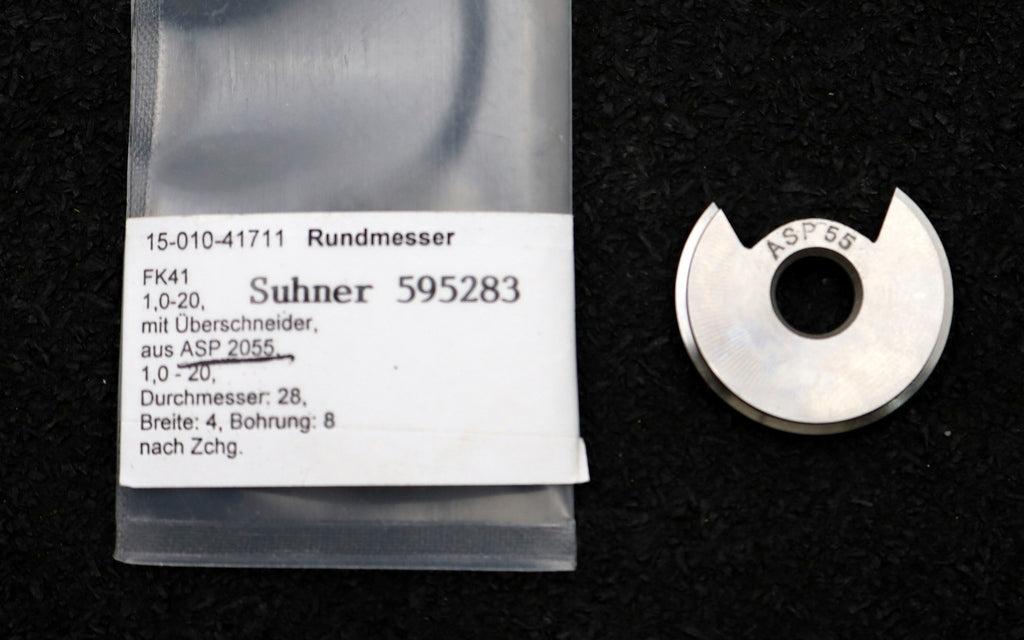 15-010-41711 Rundmesser
FK41
Suhner 595283
1,0-20,
mit Überschneider,
aus ASP 2055
1,0 - 20,
Durchmesser: 28,
Breite: 4, Bohrung: 8
nach Zchg.
ASP 55